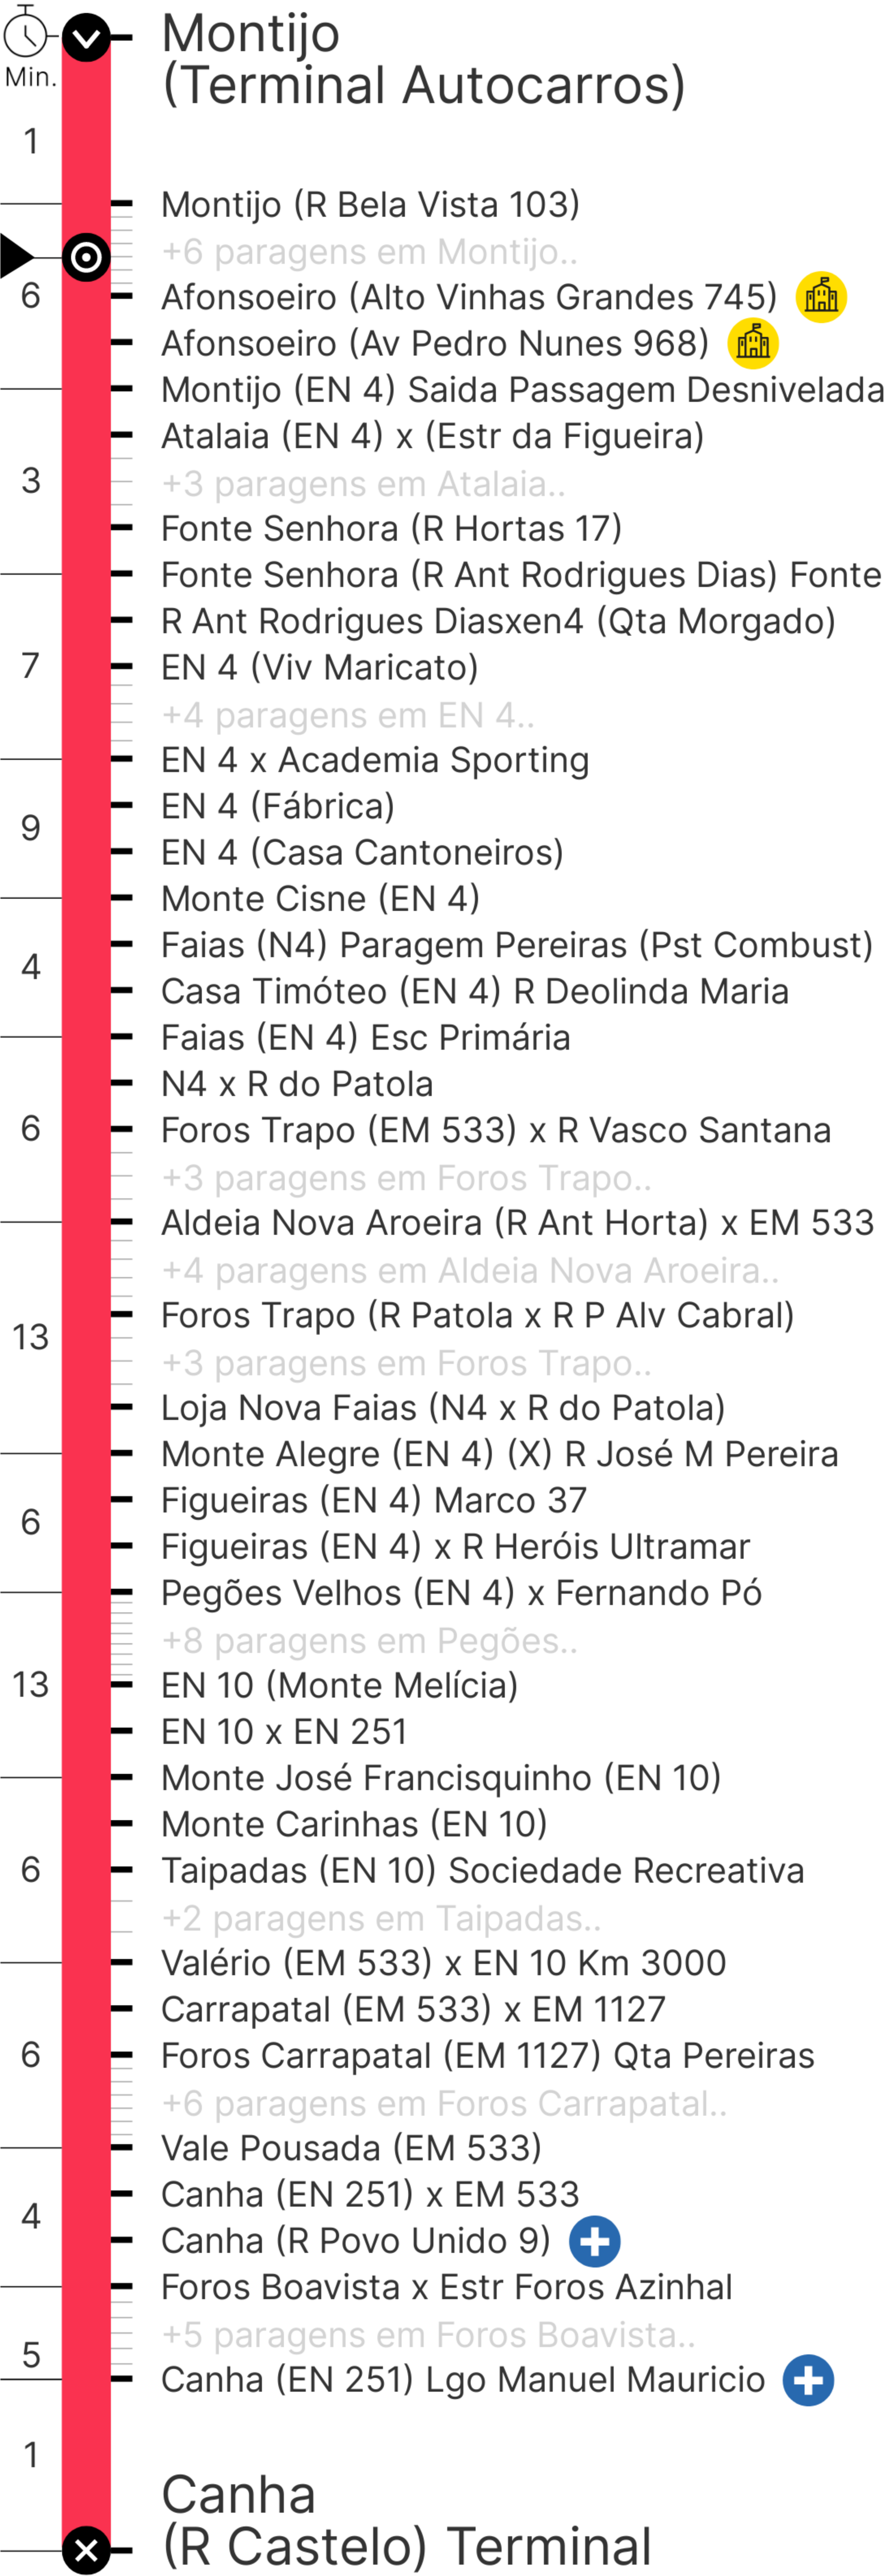 Montijo
(Terminal Autocarros)
Min.
1
Montijo (R Bela Vista 103)
+6 paragens em Montijo..
6
Afonsoeiro (Alto Vinhas Grandes 745)
Afonsoeiro (Av Pedro Nunes 968)
Montijo (EN 4) Saida Passagem Desnivelada
Atalaia (EN 4) x (Estr da Figueira)
3
+3 paragens em Atalaia..
Fonte Senhora (R Hortas 17)
Fonte Senhora (R Ant Rodrigues Dias) Fonte
R Ant Rodrigues Diasxen4 (Qta Morgado)
7
EN 4 (Viv Maricato)
+4 paragens em EN 4..
EN 4 x Academia Sporting
EN 4 (Fábrica)
9
EN 4 (Casa Cantoneiros)
Monte Cisne (EN 4)
Faias (N4) Paragem Pereiras (Pst Combust)
4
Casa Timóteo (EN 4) R Deolinda Maria
Faias (EN 4) Esc Primária
N4 x R do Patola
6
Foros Trapo (EM 533) x R Vasco Santana
+3 paragens em Foros Trapo..
Aldeia Nova Aroeira (R Ant Horta) x EM 533
+4 paragens em Aldeia Nova Aroeira..
Foros Trapo (R Patola x R P Alv Cabral)
13
+3 paragens em Foros Trapo..
Loja Nova Faias (N4 x R do Patola)
Monte Alegre (EN 4) (X) R José M Pereira
Figueiras (EN 4) Marco 37
6
Figueiras (EN 4) x R Heróis Ultramar
Pegões Velhos (EN 4) x Fernando Pó
+8 paragens em Pegões..
13
EN 10 (Monte Melícia)
EN 10 x EN 251
Monte José Francisquinho (EN 10)
Monte Carinhas (EN 10)
6
Taipadas (EN 10) Sociedade Recreativa
+2 paragens em Taipadas..
Valério (EM 533) x EN 10 Km 3000
Carrapatal (EM 533) x EM 1127
6
Foros Carrapatal (EM 1127) Qta Pereiras
+6 paragens em Foros Carrapatal..
Vale Pousada (EM 533)
Canha (EN 251) x EM 533
4
Canha (R Povo Unido 9)
Foros Boavista x Estr Foros Azinhal
+5 paragens em Foros Boavista..
5
Canha (EN 251) Lgo Manuel Mauricio
1
Canha
(R Castelo) Terminal